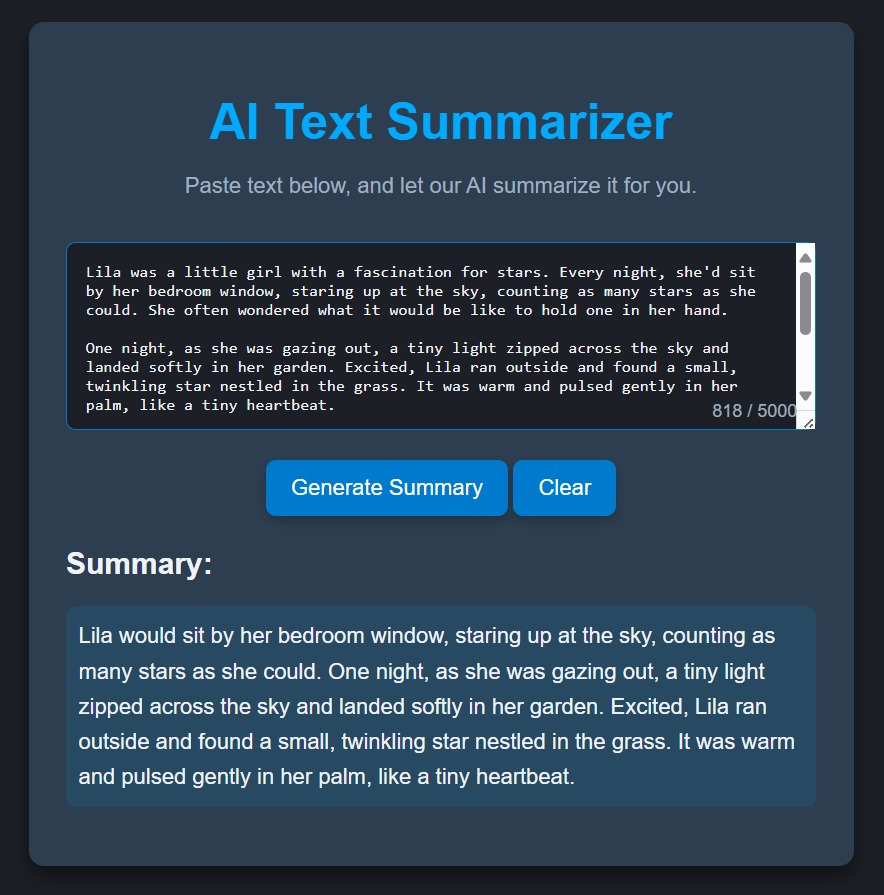 AI Text Summarizer
Paste text below, and let our AI summarize it for you.
Lila was a little girl with a fascination for stars. Every night, she'd sit
by her bedroom window, staring up at the sky, counting as many stars as she
could. She often wondered what it would be like to hold one in her hand.
One night, as she was gazing out, a tiny light zipped across the sky and
landed softly in her garden. Excited, Lila ran outside and found a small,
twinkling star nestled in the grass. It was warm and pulsed gently in her
palm, like a tiny heartbeat.
818 / 5000
Generate Summary
Clear
Summary:
Lila would sit by her bedroom window, staring up at the sky, counting as
many stars as she could. One night, as she was gazing out, a tiny light
zipped across the sky and landed softly in her garden. Excited, Lila ran
outside and found a small, twinkling star nestled in the grass. It was warm
and pulsed gently in her palm, like a tiny heartbeat.